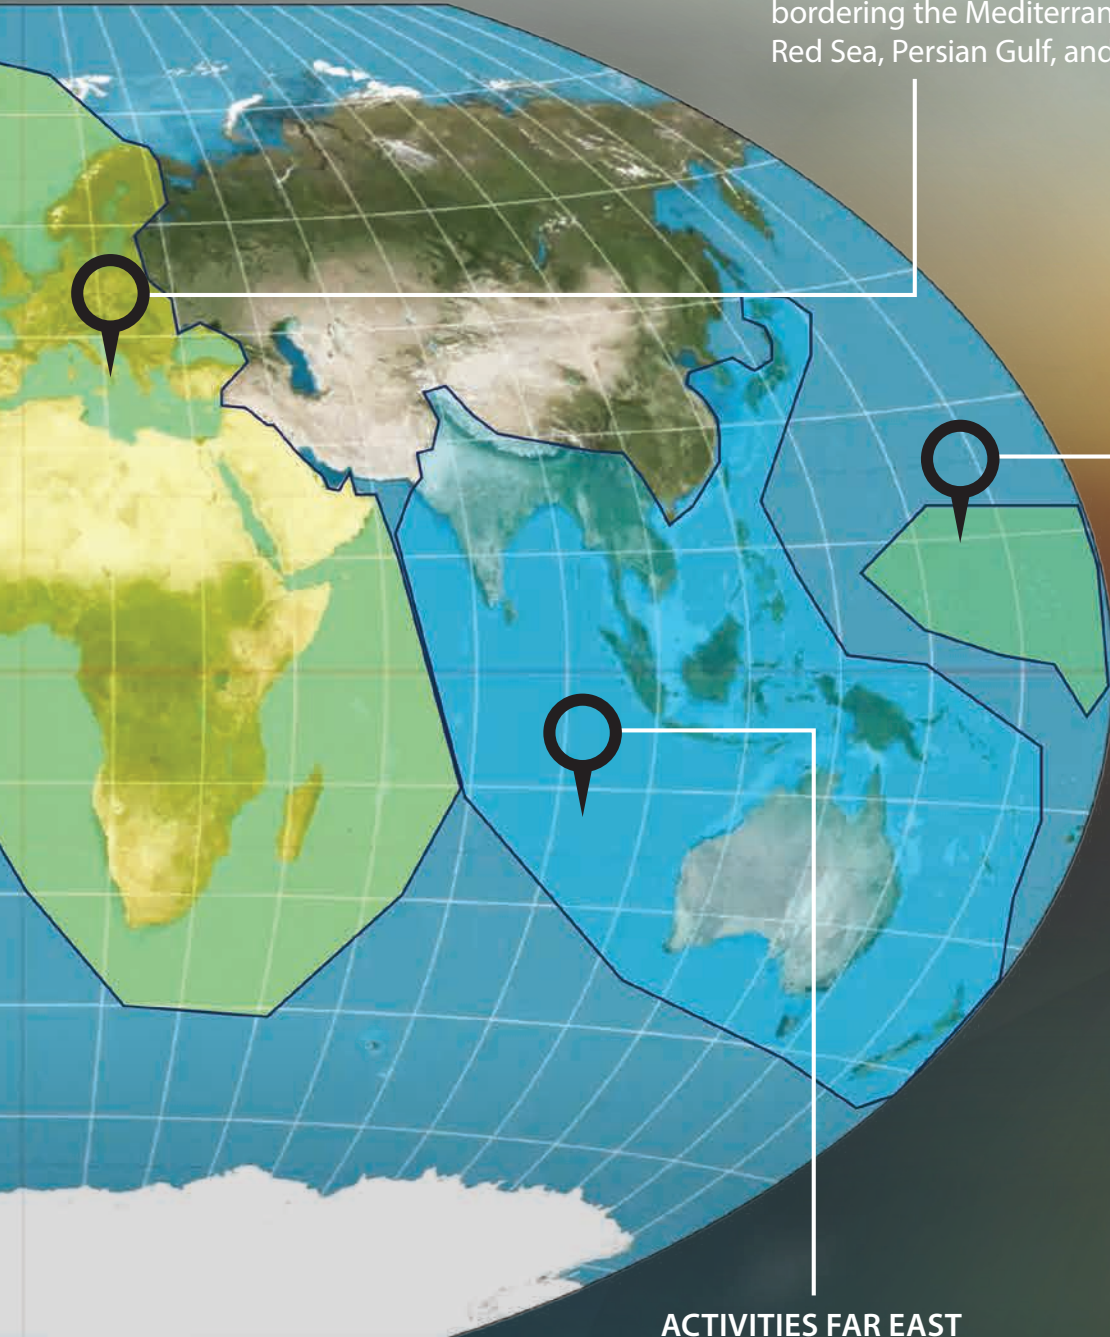 bordering the Mediterran
Red Sea, Persian Gulf, and
ACTIVITIES FAR EAST